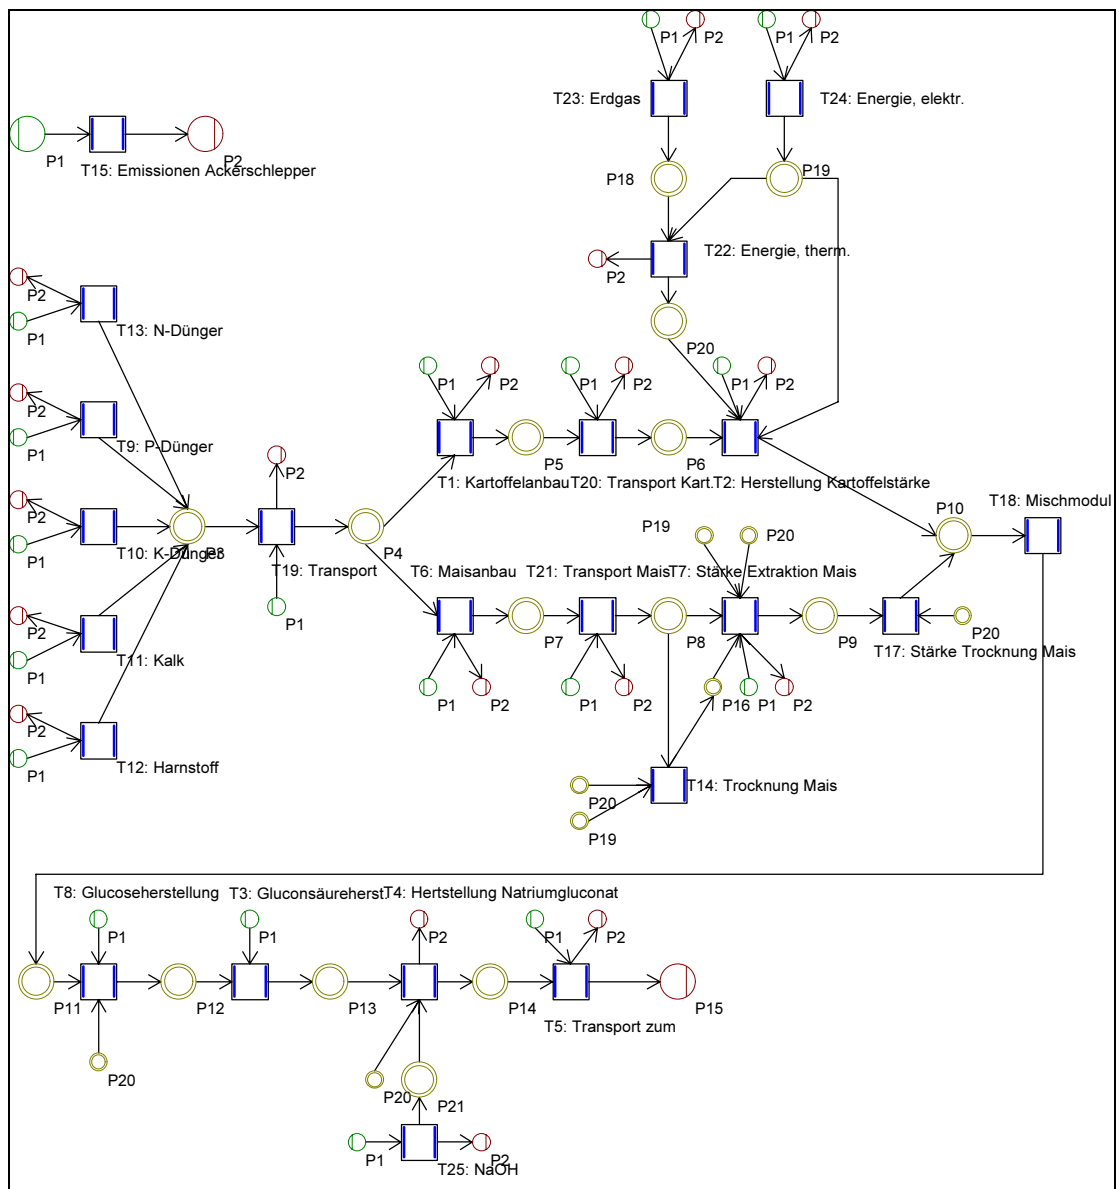 P1
P2
P1
P2
T23: Erdgas
T24: Energie, elektr.
P1
P2
T15: Emissionen Ackerschlepper
P18
P19
T22: Energie, therm.
P2
P20
P2
P1
T13: N-Dünger
P2
P1
T9: P-Dünger
P2
P1
T10: K-Dünger
P3
P2
P1
T11: Kalk
P2
P1
T12: Harnstoff
P2
T19: Transport
P1
P4
P1
P2
P1
P2
P1
P2
P5
P6
T1: Kartoffelanbau
T20: Transport Kart.
T2: Herstellung Kartoffelstärke
P10
T18: Mischmodul
P19
P20
T6: Maisanbau
T21: Transport Mais
T7: Stärke Extraktion Mais
P7
P8
P9
P20
T17: Stärke Trocknung Mais
P1
P2
P1
P2
P16
P1
P2
T14: Trocknung Mais
P20
P19
T8: Glucoseherstellung
T3: Gluconsäureherst.
T4: Hertstellung Natriumgluconat
P1
P1
P2
P1
P2
P11
P12
P13
P14
P15
T5: Transport zum
P20
P20
P21
P1
P2
T25: NaOH